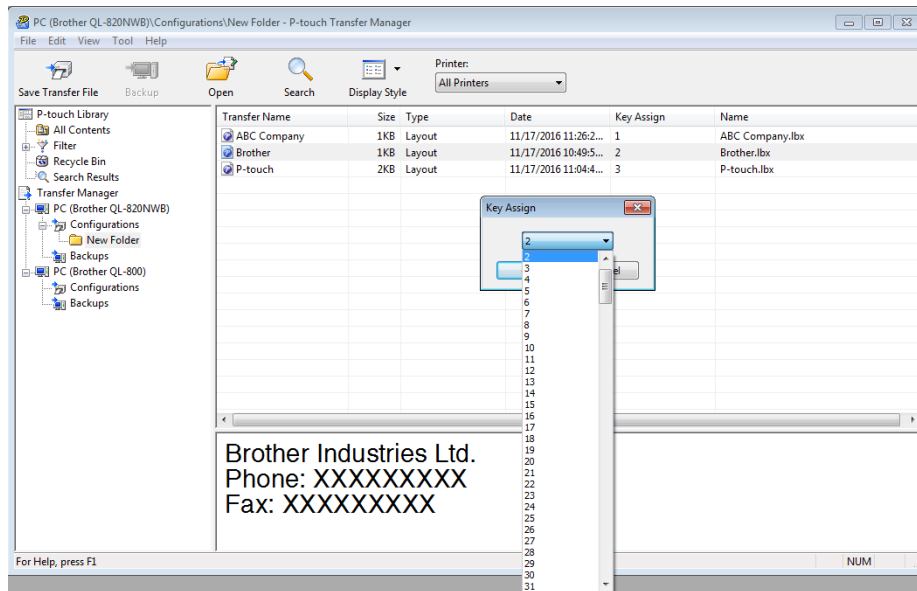 PC (Brother QL-820NWB)\Configurations\New Folder - P-touch Transfer Manager
File Edit View Tool Help
Save Transfer File Backup Open Search Display Style Printer: All Printers
P-touch Library
All Contents
Filter
Recycle Bin
Search Results
Transfer Manager
PC (Brother QL-820NWB)
Configurations
New Folder
Backups
PC (Brother QL-800)
Configurations
Backups
Transfer Name Size Type Date Key Assign Name
ABC Company 1KB Layout 11/17/2016 11:26:2... 1 ABC Company.lbx
Brother 1KB Layout 11/17/2016 10:49:5... 2 Brother.lbx
P-touch 2KB Layout 11/17/2016 11:04:4... 3 P-touch.lbx
Key Assign
2
2
3
4
5
6
7
8
9
10
11
12
13
14
15
16
17
18
19
20
21
22
23
24
25
26
27
28
29
30
31
Brother Industries Ltd.
Phone: XXXXXXXXX
Fax: XXXXXXXXX
For Help, press F1 NUM